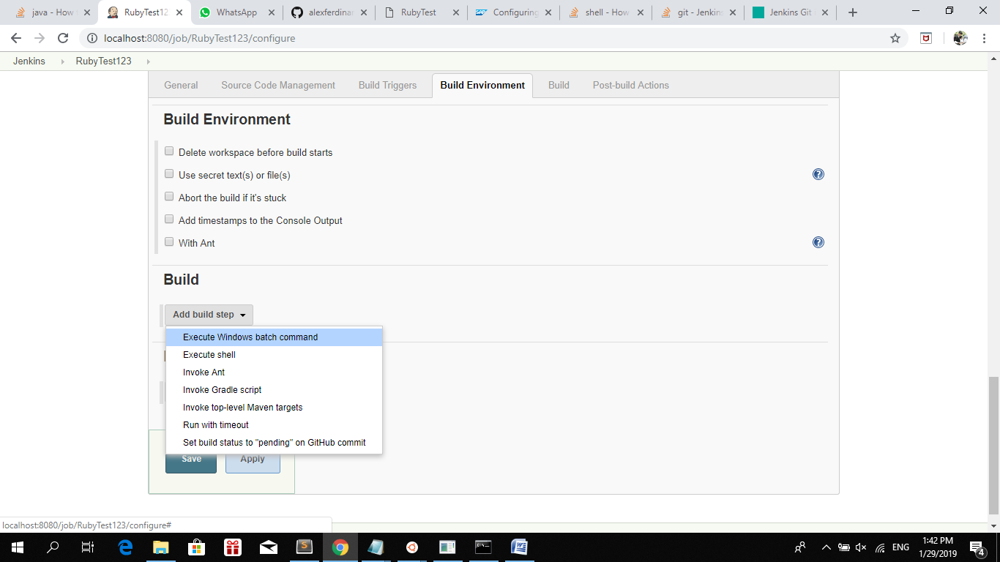 java - How
RubyTest12
WhatsApp
alexferdinan
RubyTest
Configuring
shell - How
git - Jenkins
Jenkins Git
localhost:8080/job/RubyTest123/configure
Jenkins RubyTest123
General Source Code Management Build Triggers Build Environment Build Post-build Actions
Build Environment
Delete workspace before build starts
Use secret text(s) or file(s)
Abort the build if it's stuck
Add timestamps to the Console Output
With Ant
Build
Add build step
Execute Windows batch command
Execute shell
Invoke Ant
Invoke Gradle script
Invoke top-level Maven targets
Run with timeout
Set build status to "pending" on GitHub commit
Save Apply
localhost:8080/job/RubyTest123/configure#
ENG
1:42 PM
1/29/2019
4